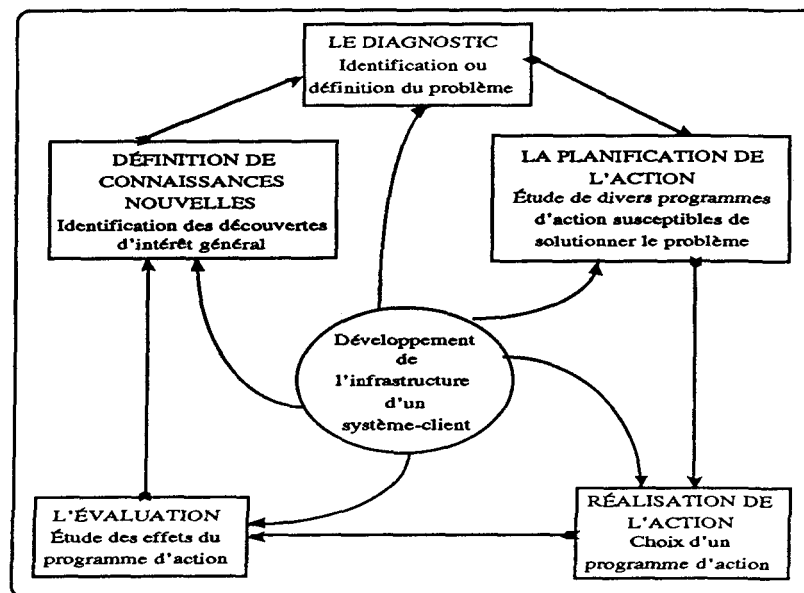 LE DIAGNOSTIC
Identification ou
définition du problème
DÉFINITION DE
CONNAISSANCES
NOUVELLES
Identification des découvertes
d'intérêt général
LA PLANIFICATION DE
L'ACTION
Étude de divers programmes
d'action susceptibles de
solutionner le problème
Développement
de
l'infrastructure
d'un
système-client
L'ÉVALUATION
Étude des effets du
programme d'action
RÉALISATION DE
L'ACTION
Choix d'un
programme d'action